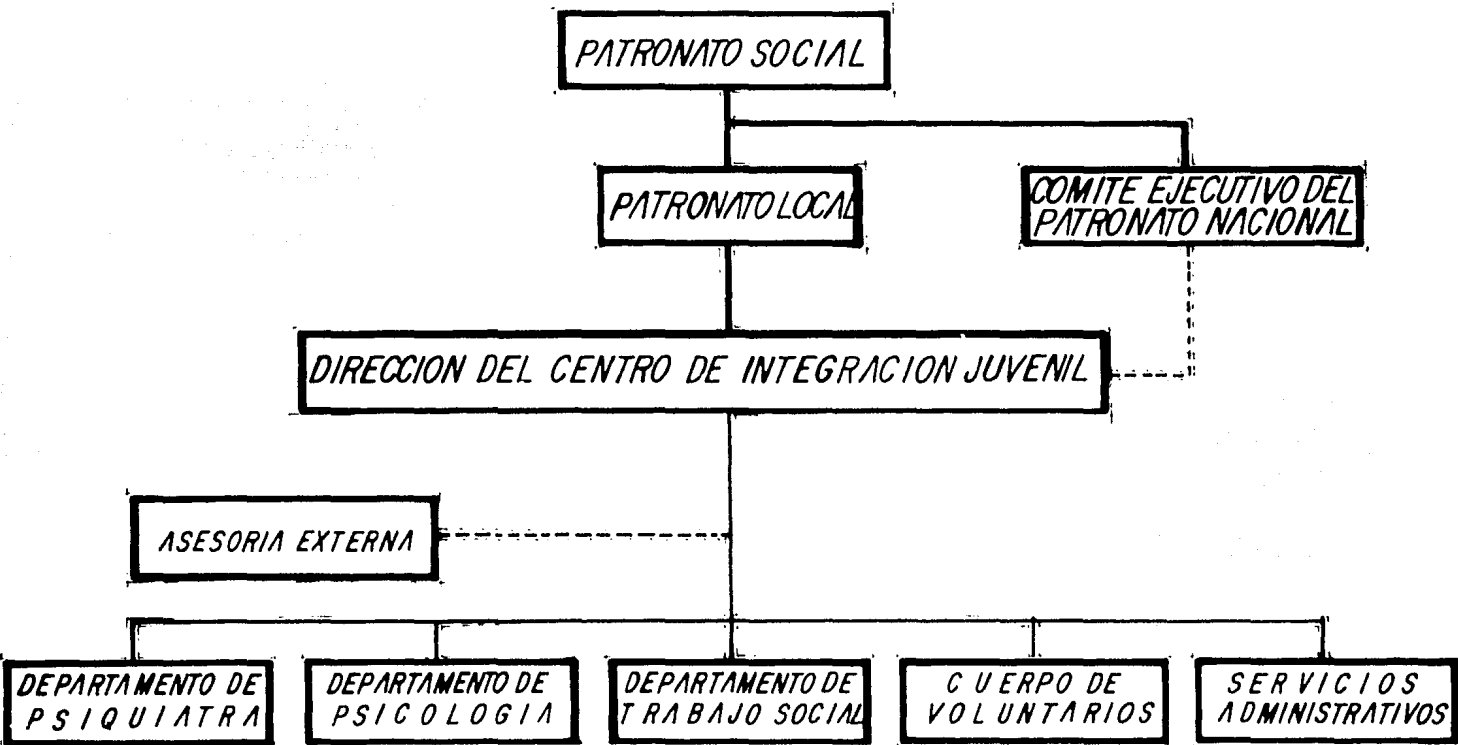 PATRONATO SOCIAL
PATRONATO LOCAL
COMITE EJECUTIVO DEL
PATRONATO NACIONAL
DIRECCION DEL CENTRO DE INTEGRACION JUVENIL
ASESORIA EXTERNA
DEPARTAMENTO DE
PSIQUIATRA
DEPARTAMENTO DE
PSICOLOGIA
DEPARTAMENTO DE
TRABAJO SOCIAL
CUERPO DE
VOLUNTARIOS
SERVICIOS
ADMINISTRATIVOS